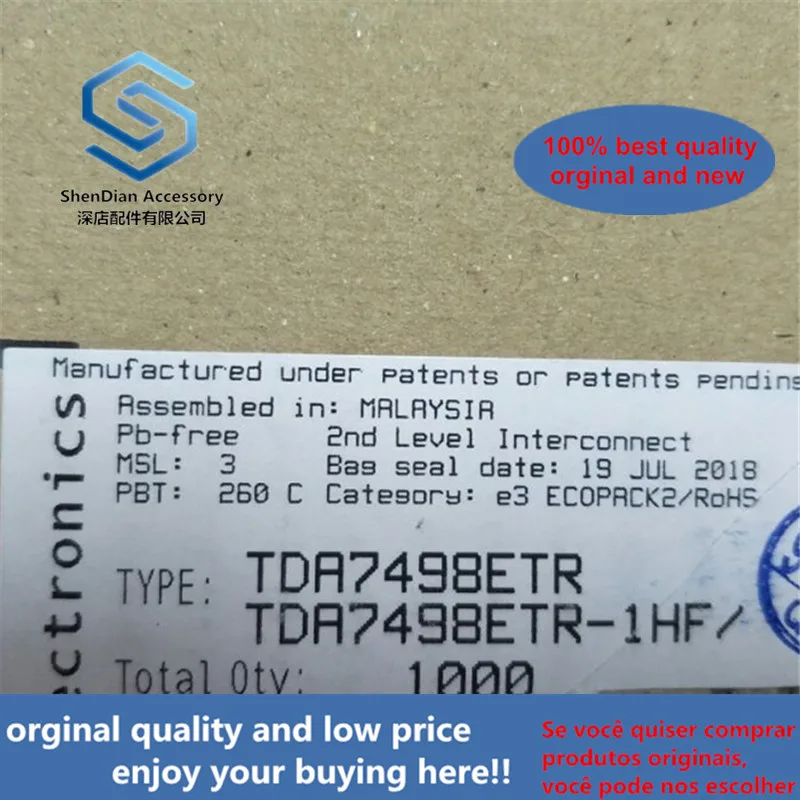 ShenDian Accessory
深店配件有限公司
100% best quality
orginal and new
Manufactured under patents or patents pending
Assembled in: MALAYSIA
Pb-free 2nd Level Interconnect
MSL: 3 Bag seal date: 19 JUL 2018
PBT: 260 C Category: e3 ECOPACK2/RoHS
ectronics
TYPE: TDA7498ETR
TDA7498ETR-1HF/
Total Qty: 1000
orginal quality and low price
enjoy your buying here!!
Se você quiser comprar
produtos originais,
você pode nos escolher